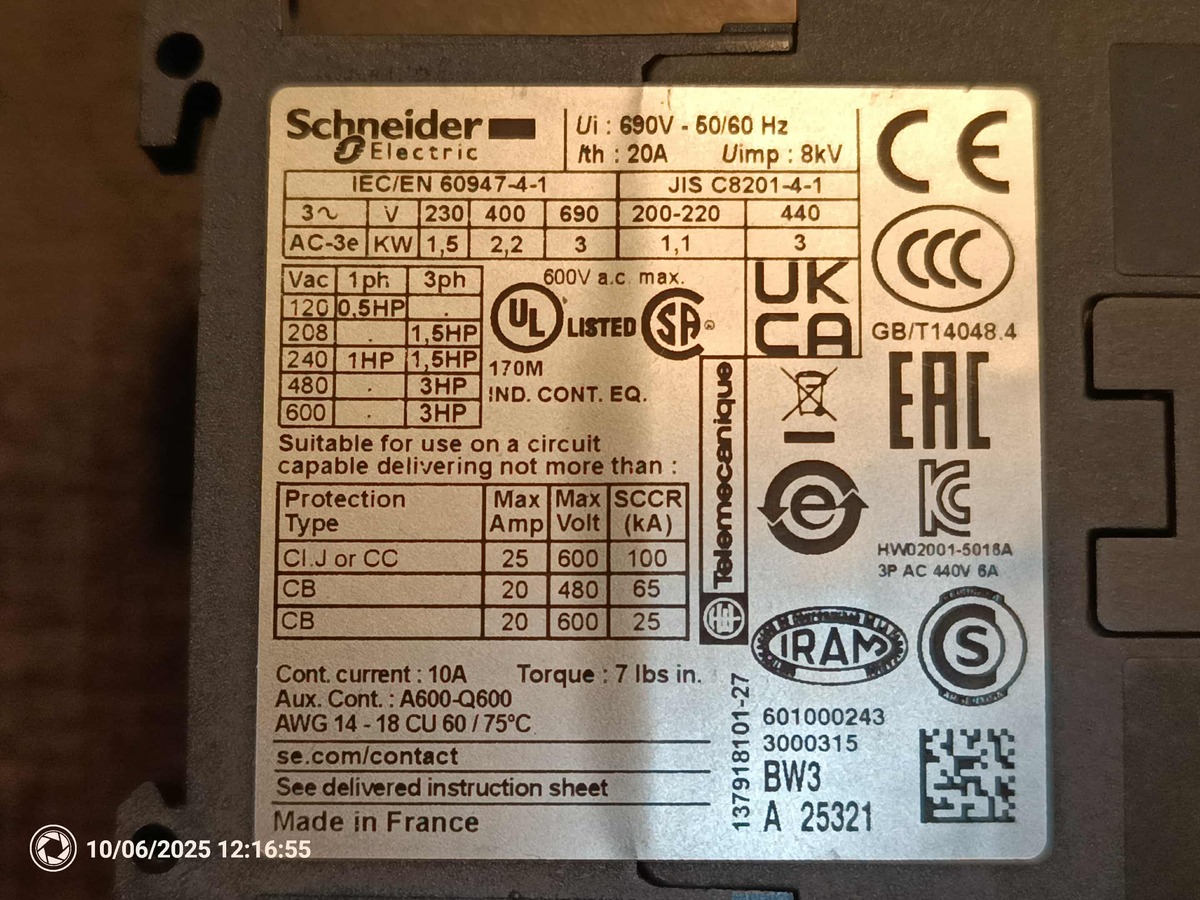 Schneider
Electric
Ui : 690V - 50/60 Hz
Ith : 20A Uimp : 8kV
IEC/EN 60947-4-1 JIS C8201-4-1
3~ V 230 400 690 200-220 440
AC-3e KW 1,5 2,2 3 1,1 3
Vac 1ph 3ph
120 0.5HP .
208 . 1,5HP
240 1HP 1,5HP
480 . 3HP
600 . 3HP
600V a.c. max.
UL LISTED SA
170M
IND. CONT. EQ.
UK
CA
CE
CCC
GB/T14048.4
EAC
KC
HW02001-5016A
3P AC 440V 6A
Telemecanique
e
Suitable for use on a circuit
capable delivering not more than :
Protection Type Max Amp Max Volt SCCR (kA)
Cl.J or CC 25 600 100
CB 20 480 65
CB 20 600 25
IRAM
S
ARGENTINA
Cont. current : 10A Torque : 7 lbs in.
Aux. Cont. : A600-Q600
AWG 14 - 18 CU 60 / 75°C
se.com/contact
See delivered instruction sheet
Made in France
137918101-27
601000243
3000315
BW3
A 25321
10/06/2025 12:16:55